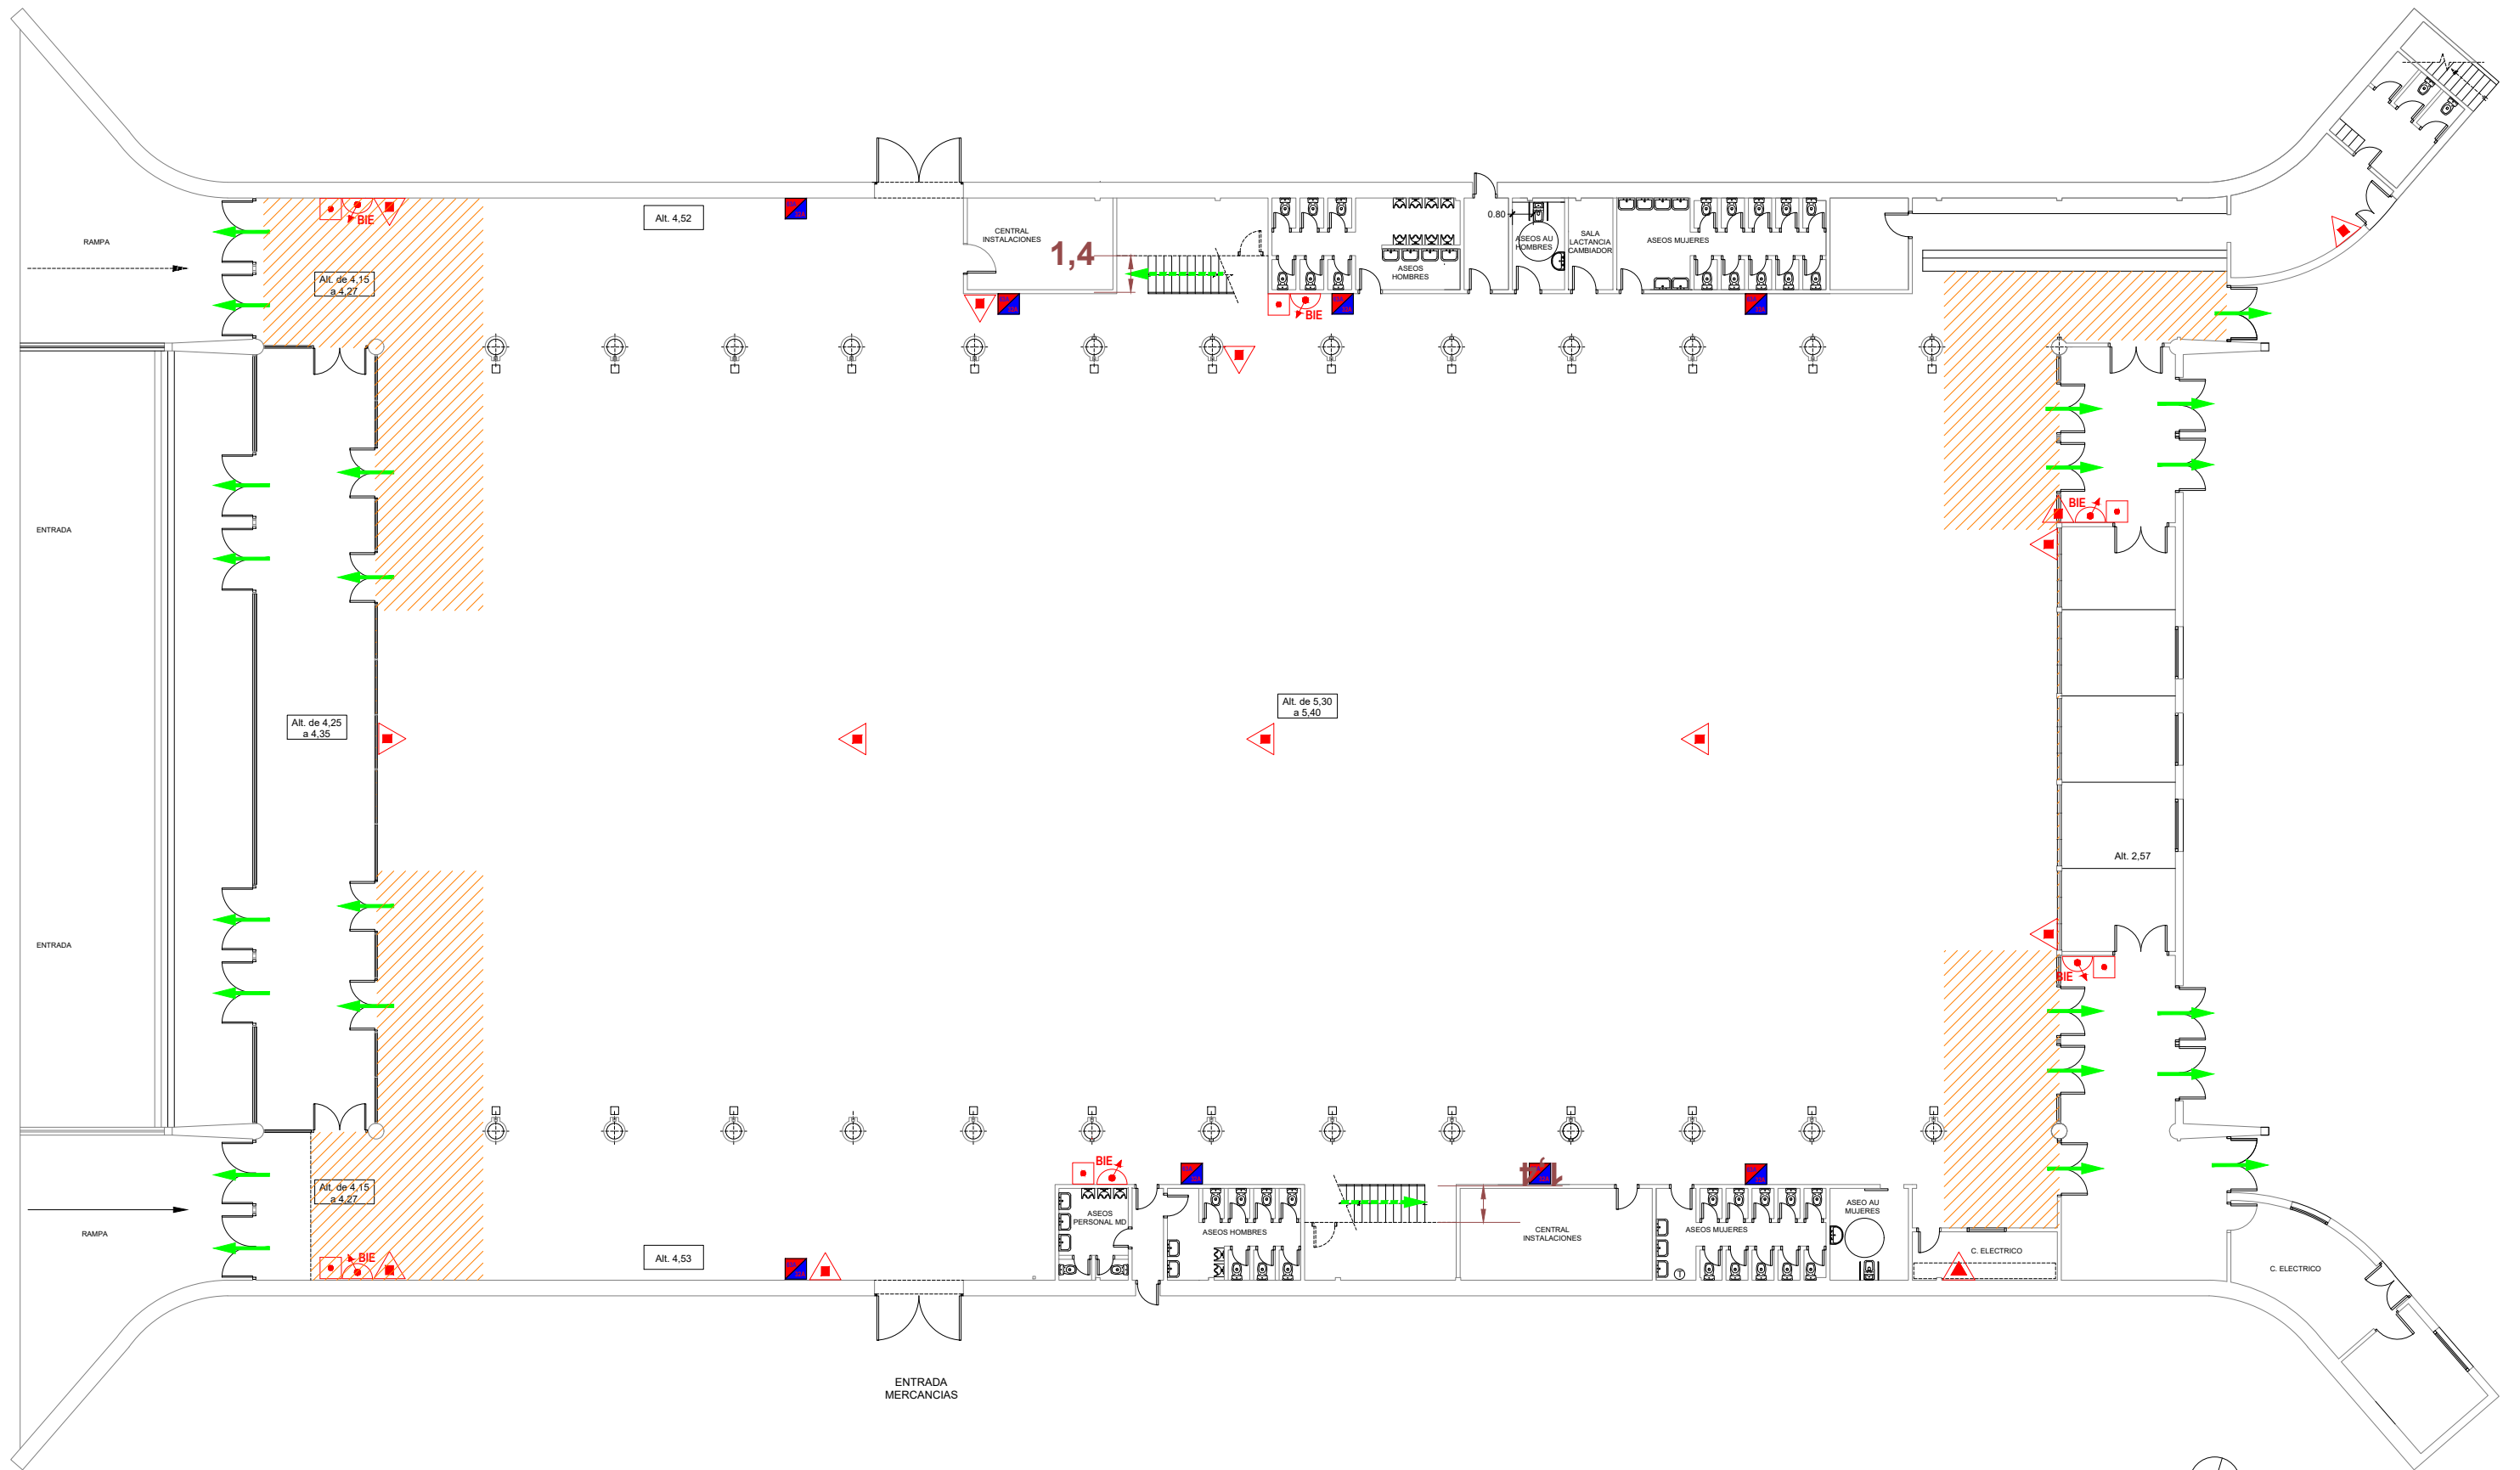 RAMPA
BIE
Alt. de 4,15
a 4,27
Alt. 4,52
CENTRAL
INSTALACIONES
1,4
BIE
ASEOS
HOMBRES
0.80
ASEOS AU
HOMBRES
SALA
LACTANCIA
CAMBIADOR
ASEOS MUJERES
ENTRADA
BIE
Alt. de 4,25
a 4,35
Alt. de 5,30
a 5,40
Alt. 2,57
ENTRADA
BIE
BIE
Alt. de 4,15
a 4,27
RAMPA
BIE
Alt. 4,53
ASEOS
PERSONAL MD
ASEOS HOMBRES
CENTRAL
INSTALACIONES
ASEOS MUJERES
T
ASEO AU
MUJERES
C. ELECTRICO
C. ELECTRICO
ENTRADA
MERCANCIAS